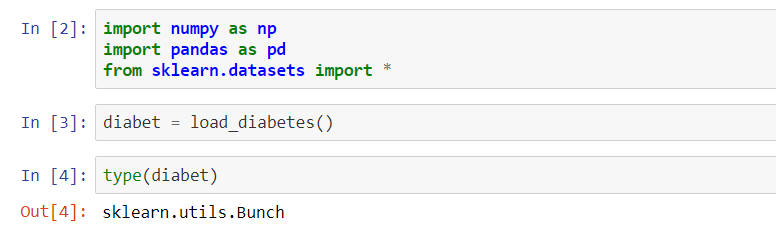 In [2]: import numpy as np
import pandas as pd
from sklearn.datasets import *
In [3]: diabet = load_diabetes()
In [4]: type(diabet)
Out[4]: sklearn.utils.Bunch